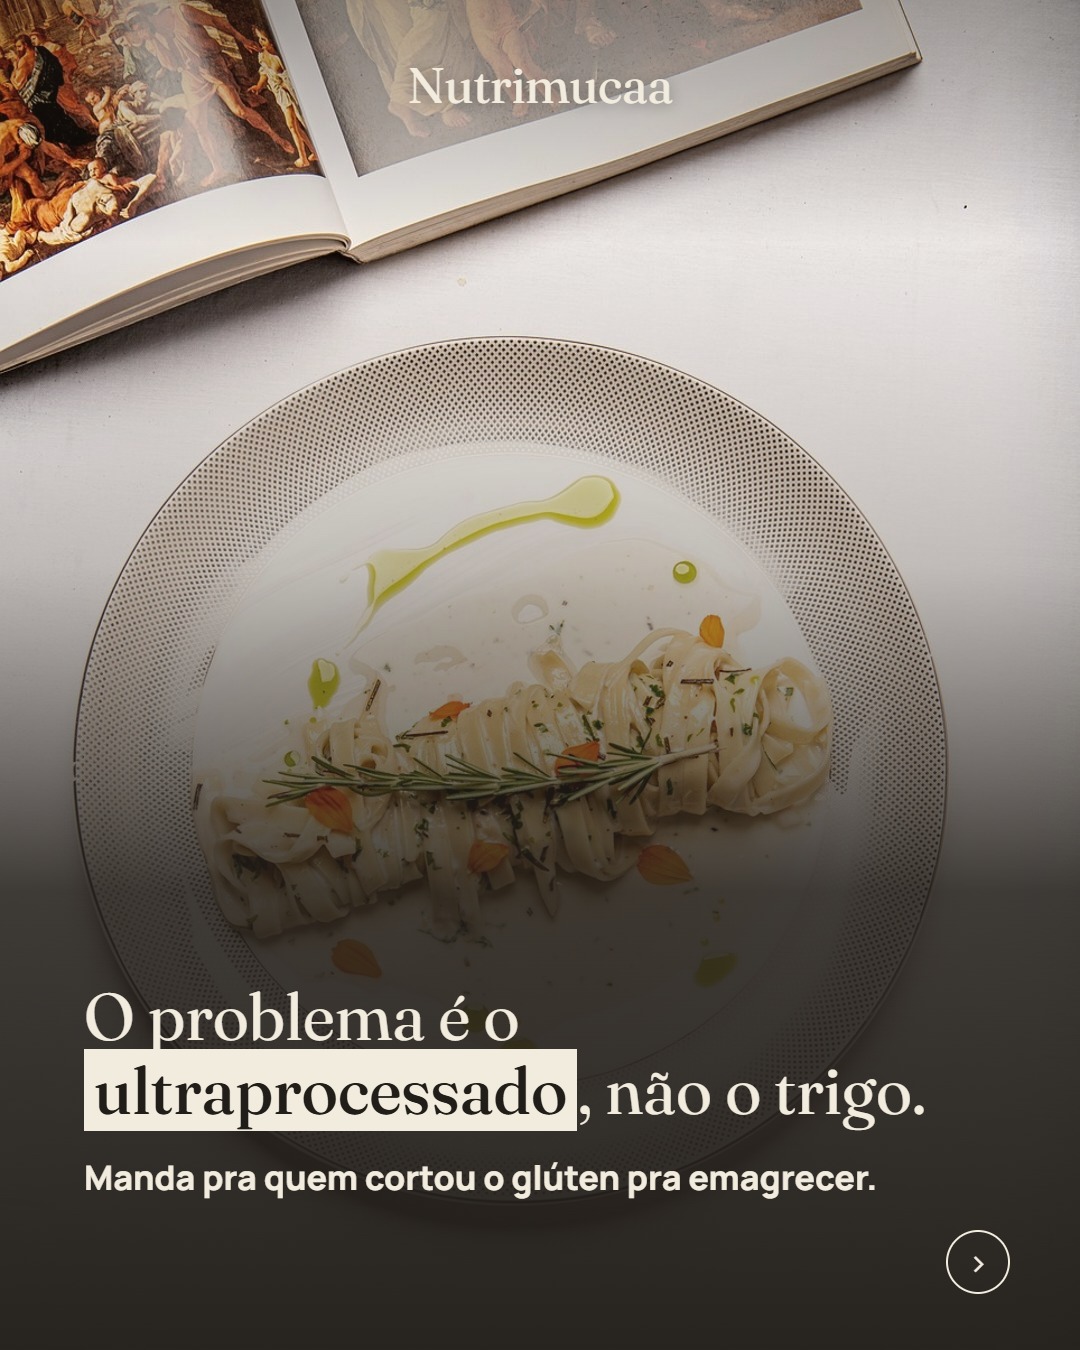 Nutrimucaa
O problema é o
ultraprocessado, não o trigo.
Manda pra quem cortou o glúten pra emagrecer.